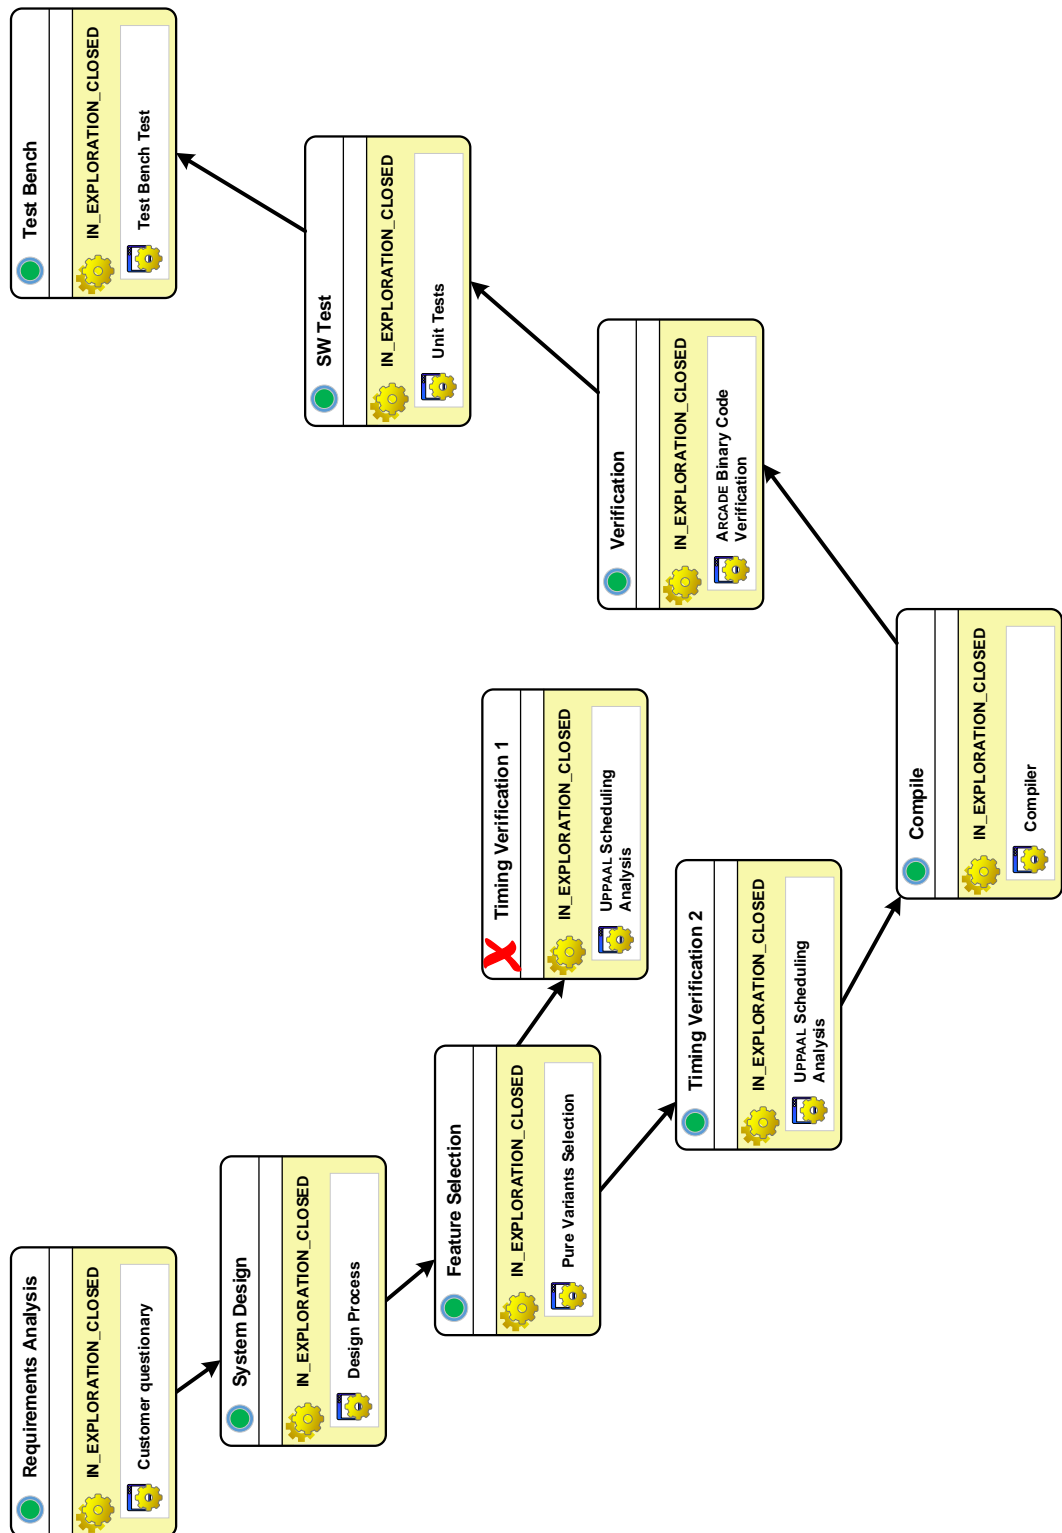 Requirements Analysis
IN_EXPLORATION_CLOSED
Customer questionary
System Design
IN_EXPLORATION_CLOSED
Design Process
Feature Selection
IN_EXPLORATION_CLOSED
Pure Variants Selection
Timing Verification 1
IN_EXPLORATION_CLOSED
UPPAAL Scheduling
Analysis
Timing Verification 2
IN_EXPLORATION_CLOSED
UPPAAL Scheduling
Analysis
Compile
IN_EXPLORATION_CLOSED
Compiler
Verification
IN_EXPLORATION_CLOSED
ARCADE Binary Code
Verification
SW Test
IN_EXPLORATION_CLOSED
Unit Tests
Test Bench
IN_EXPLORATION_CLOSED
Test Bench Test